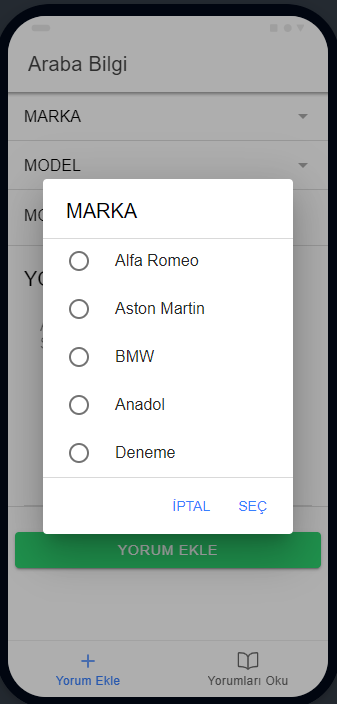 Araba Bilgi
MARKA
MODEL
MARKA
Alfa Romeo
Aston Martin
BMW
Anadol
Deneme
İPTAL SEÇ
YORUM EKLE
Yorum Ekle Yorumları Oku